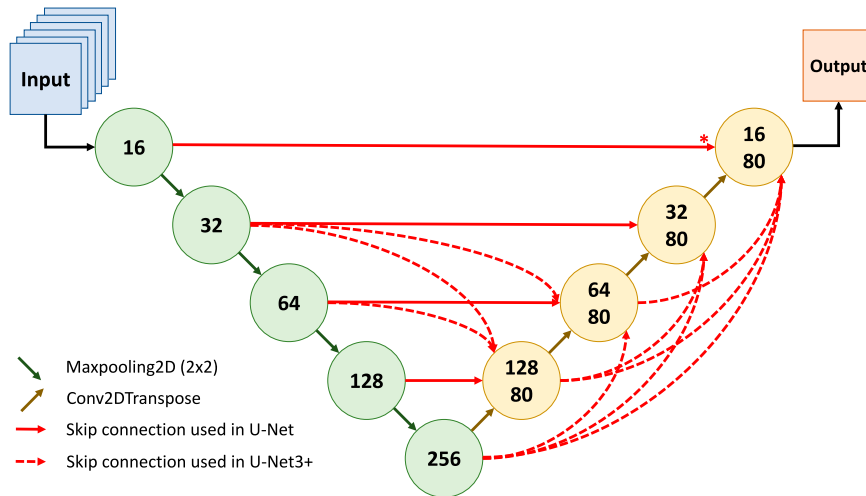 Input
Output
16
*
16
80
32
32
80
64
64
80
128
128
80
256
Maxpooling2D (2x2)
Conv2DTranspose
Skip connection used in U-Net
Skip connection used in U-Net3+